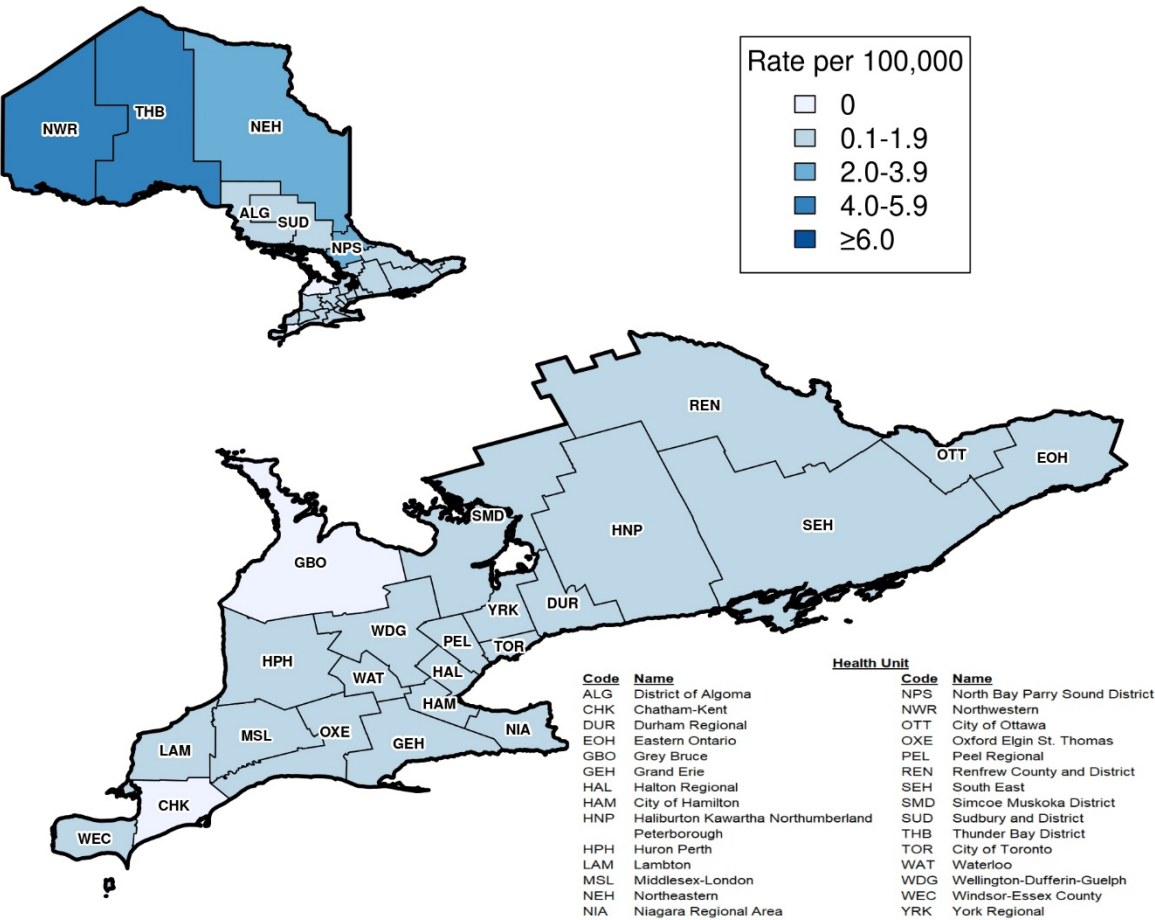 Rate per 100,000
0
0.1-1.9
2.0-3.9
4.0-5.9
≥6.0
THB
NWR
NEH
ALG
SUD
NPS
REN
OTT
EOH
SMD
SEH
HNP
GBO
DUR
YRK
WDG
PEL
TOR
HPH
HAL
WAT
HAM
NIA
OXE
MSL
GEH
LAM
CHK
WEC
Health Unit
Code Name Code Name
ALG District of Algoma NPS North Bay Parry Sound District
CHK Chatham-Kent NWR Northwestern
DUR Durham Regional OTT City of Ottawa
EOH Eastern Ontario OXE Oxford Elgin St. Thomas
GBO Grey Bruce PEL Peel Regional
GEH Grand Erie REN Renfrew County and District
HAL Halton Regional SEH South East
HAM City of Hamilton SMD Simcoe Muskoka District
HNP Haliburton Kawartha Northumberland SUD Sudbury and District
Peterborough THB Thunder Bay District
HPH Huron Perth TOR City of Toronto
LAM Lambton WAT Waterloo
MSL Middlesex-London WDG Wellington-Dufferin-Guelph
NEH Northeastern WEC Windsor-Essex County
NIA Niagara Regional Area YRK York Regional